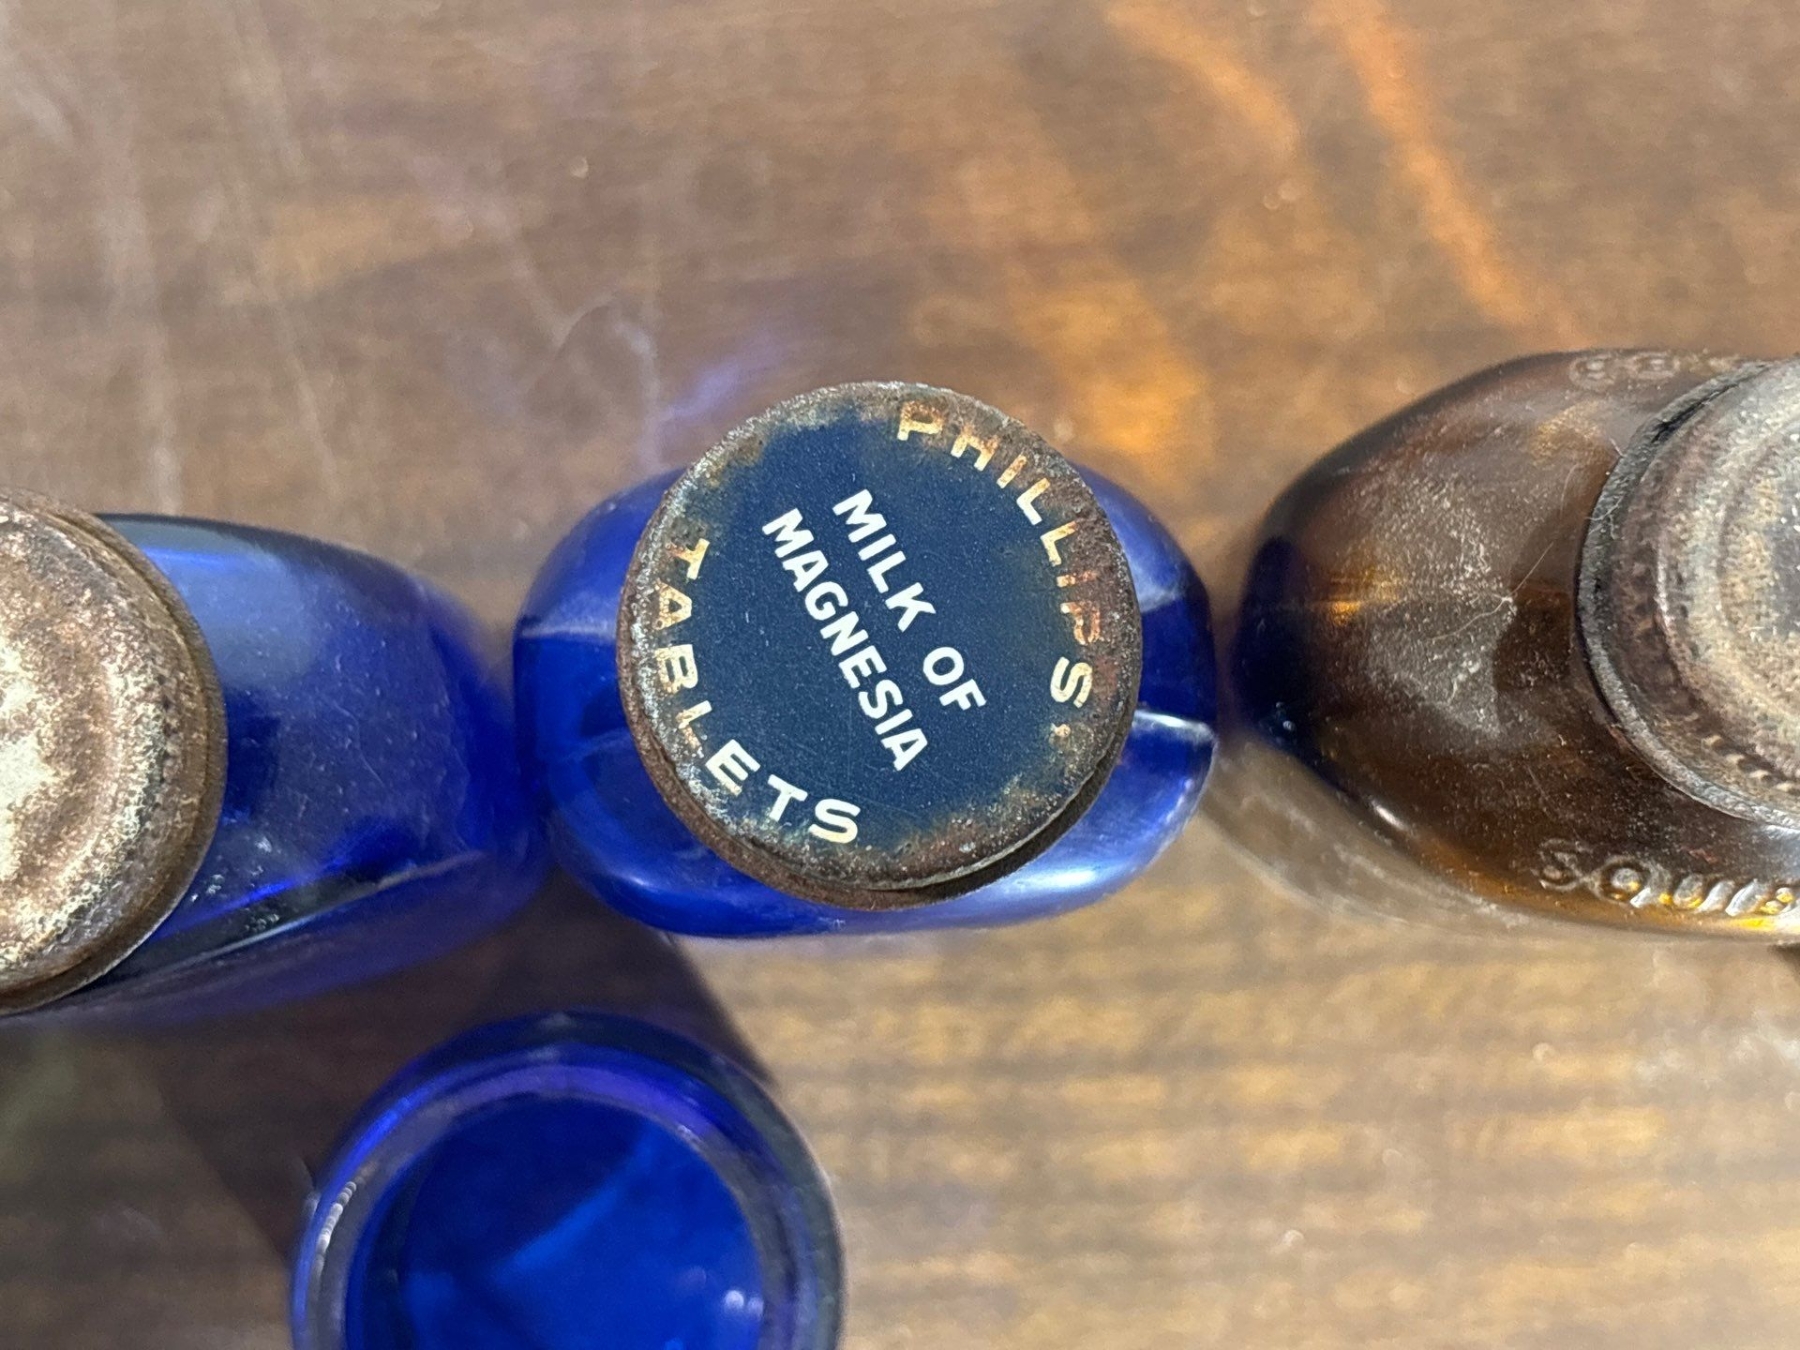 PHILLIPS'
MILK OF
MAGNESIA
TABLETS